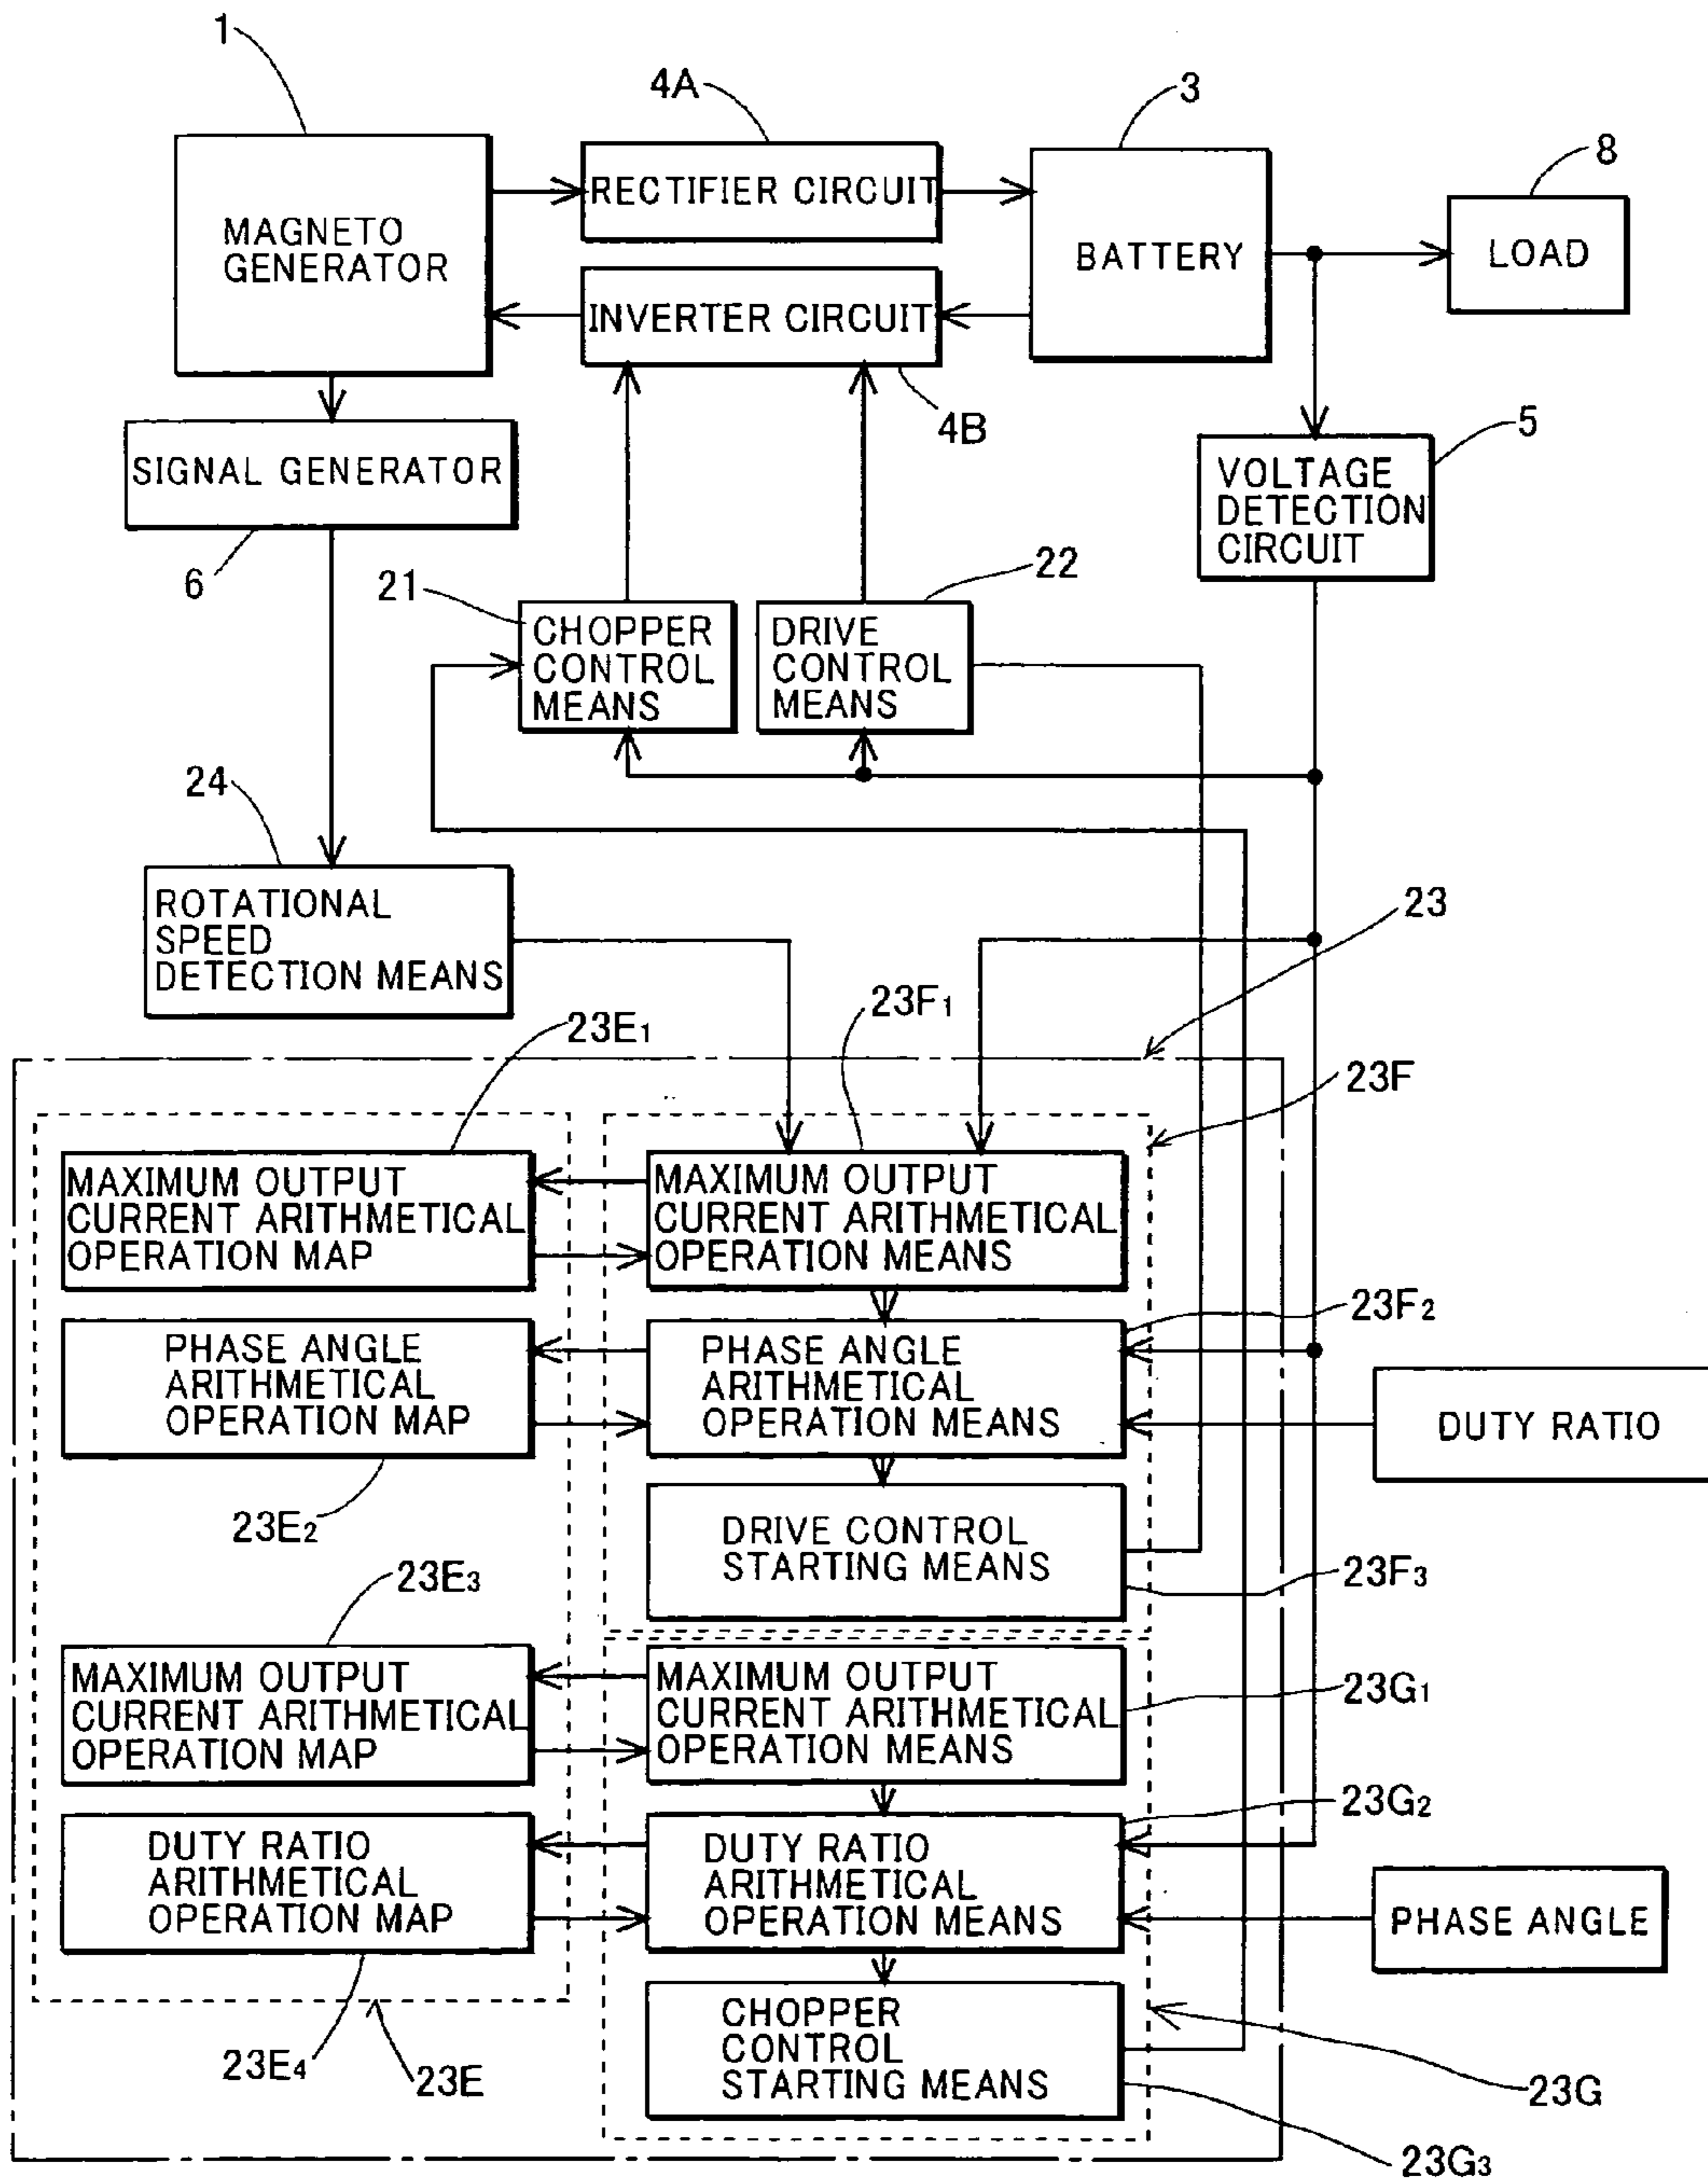 1
4A
3
8
RECTIFIER CIRCUIT
MAGNETO
GENERATOR
BATTERY
LOAD
INVERTER CIRCUIT
4B
5
SIGNAL GENERATOR
VOLTAGE
DETECTION
CIRCUIT
6
21
22
CHOPPER
CONTROL
MEANS
DRIVE
CONTROL
MEANS
24
ROTATIONAL
SPEED
DETECTION MEANS
23
23F1
23E1
23F
MAXIMUM OUTPUT
CURRENT ARITHMETICAL
OPERATION MAP
MAXIMUM OUTPUT
CURRENT ARITHMETICAL
OPERATION MEANS
23F2
PHASE ANGLE
ARITHMETICAL
OPERATION MAP
PHASE ANGLE
ARITHMETICAL
OPERATION MEANS
DUTY RATIO
23E2
DRIVE CONTROL
STARTING MEANS
23F3
23E3
MAXIMUM OUTPUT
CURRENT ARITHMETICAL
OPERATION MAP
MAXIMUM OUTPUT
CURRENT ARITHMETICAL
OPERATION MEANS
23G1
23G2
DUTY RATIO
ARITHMETICAL
OPERATION MAP
DUTY RATIO
ARITHMETICAL
OPERATION MEANS
PHASE ANGLE
CHOPPER
CONTROL
STARTING MEANS
23E4
23E
23G
23G3